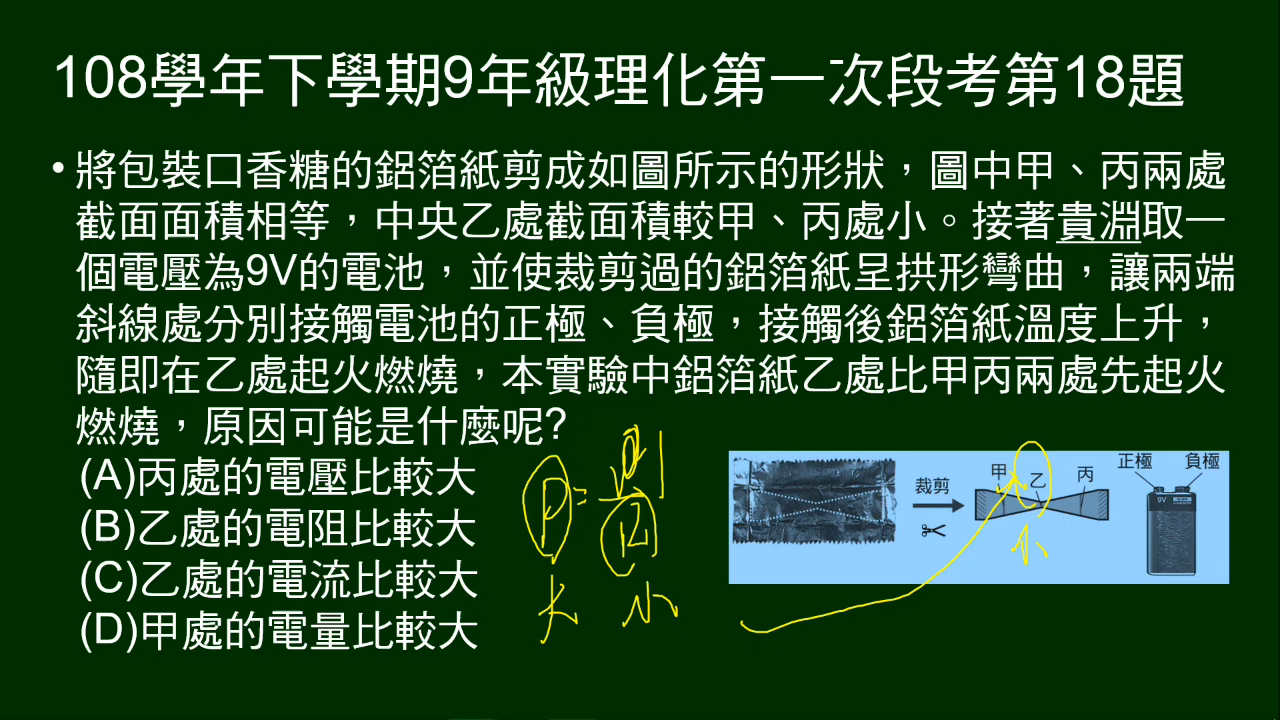 108學年下學期9年級理化第一次段考第18題
•將包裝口香糖的鋁箔紙剪成如圖所示的形狀，圖中甲、丙兩處
截面面積相等，中央乙處截面積較甲、丙處小。接著貴淵取一
個電壓為9V的電池，並使裁剪過的鋁箔紙呈拱形彎曲，讓兩端
斜線處分別接觸電池的正極、負極，接觸後鋁箔紙溫度上升，
隨即在乙處起火燃燒，本實驗中鋁箔紙乙處比甲丙兩處先起火
燃燒，原因可能是什麼呢?
(A)丙處的電壓比較大
(B)乙處的電阻比較大
(C)乙處的電流比較大
(D)甲處的電量比較大
大
小
裁剪
甲
乙
丙
小
正極
負極
9V